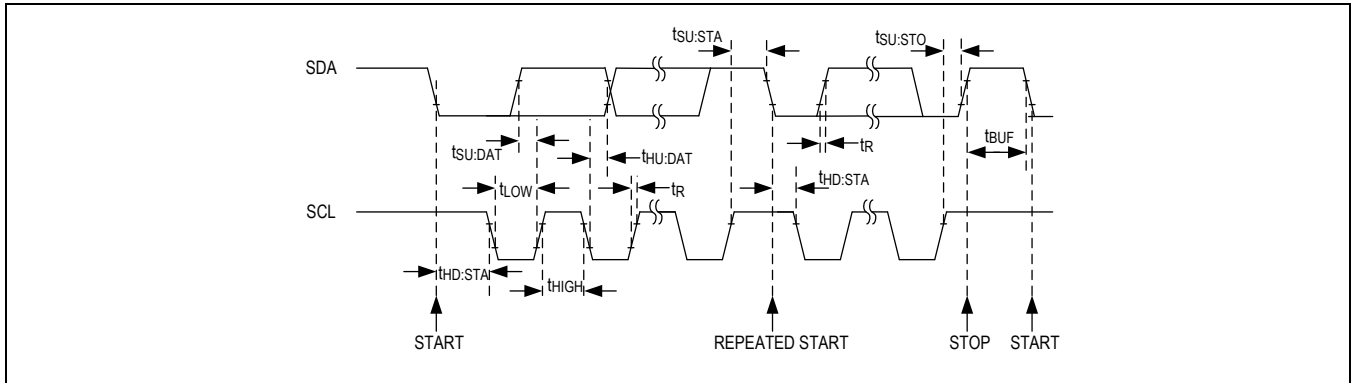 tSU:STA
tSU:STO
SDA
tSU:DAT
tHU:DAT
tR
tBUF
tLOW
tR
tHD:STA
SCL
tHD:STA
tHIGH
START
REPEATED START
STOP
START